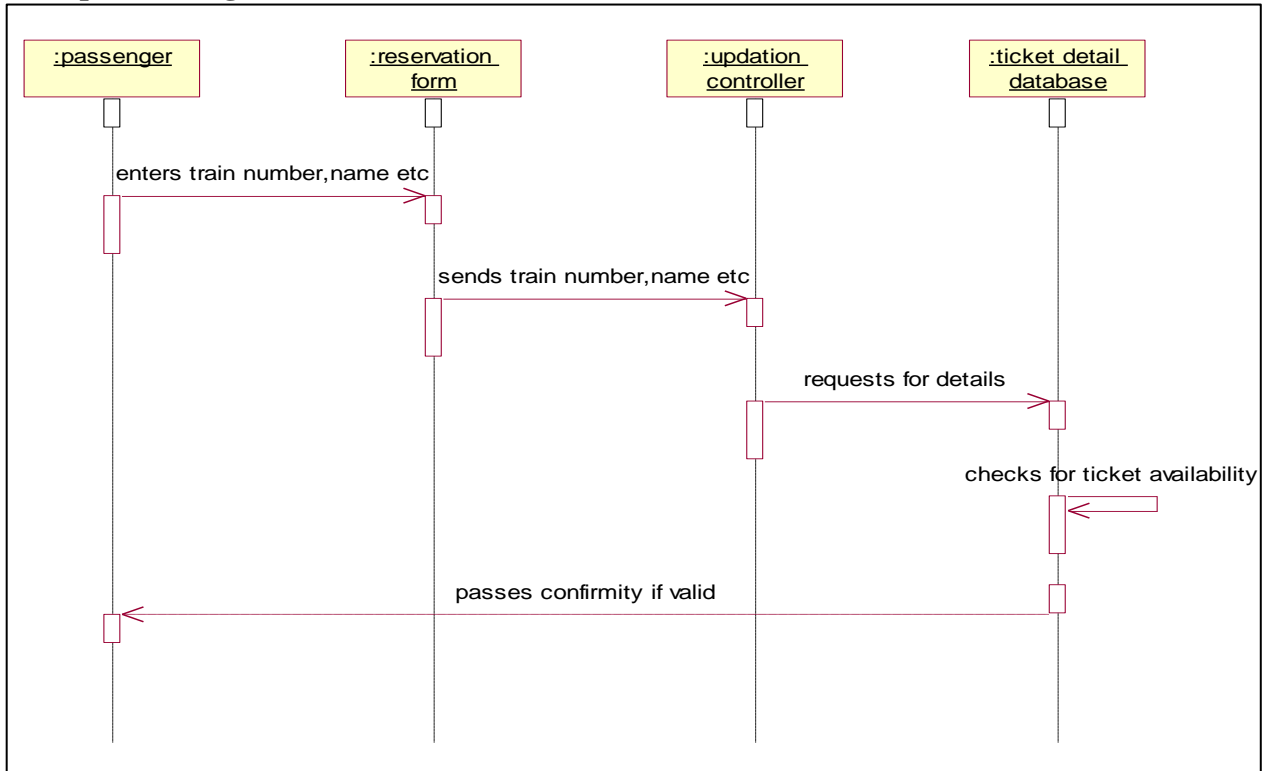 :passenger
:reservation
form
:updation
controller
:ticket detail
database
enters train number,name etc
sends train number,name etc
requests for details
checks for ticket availability
passes confirmity if valid